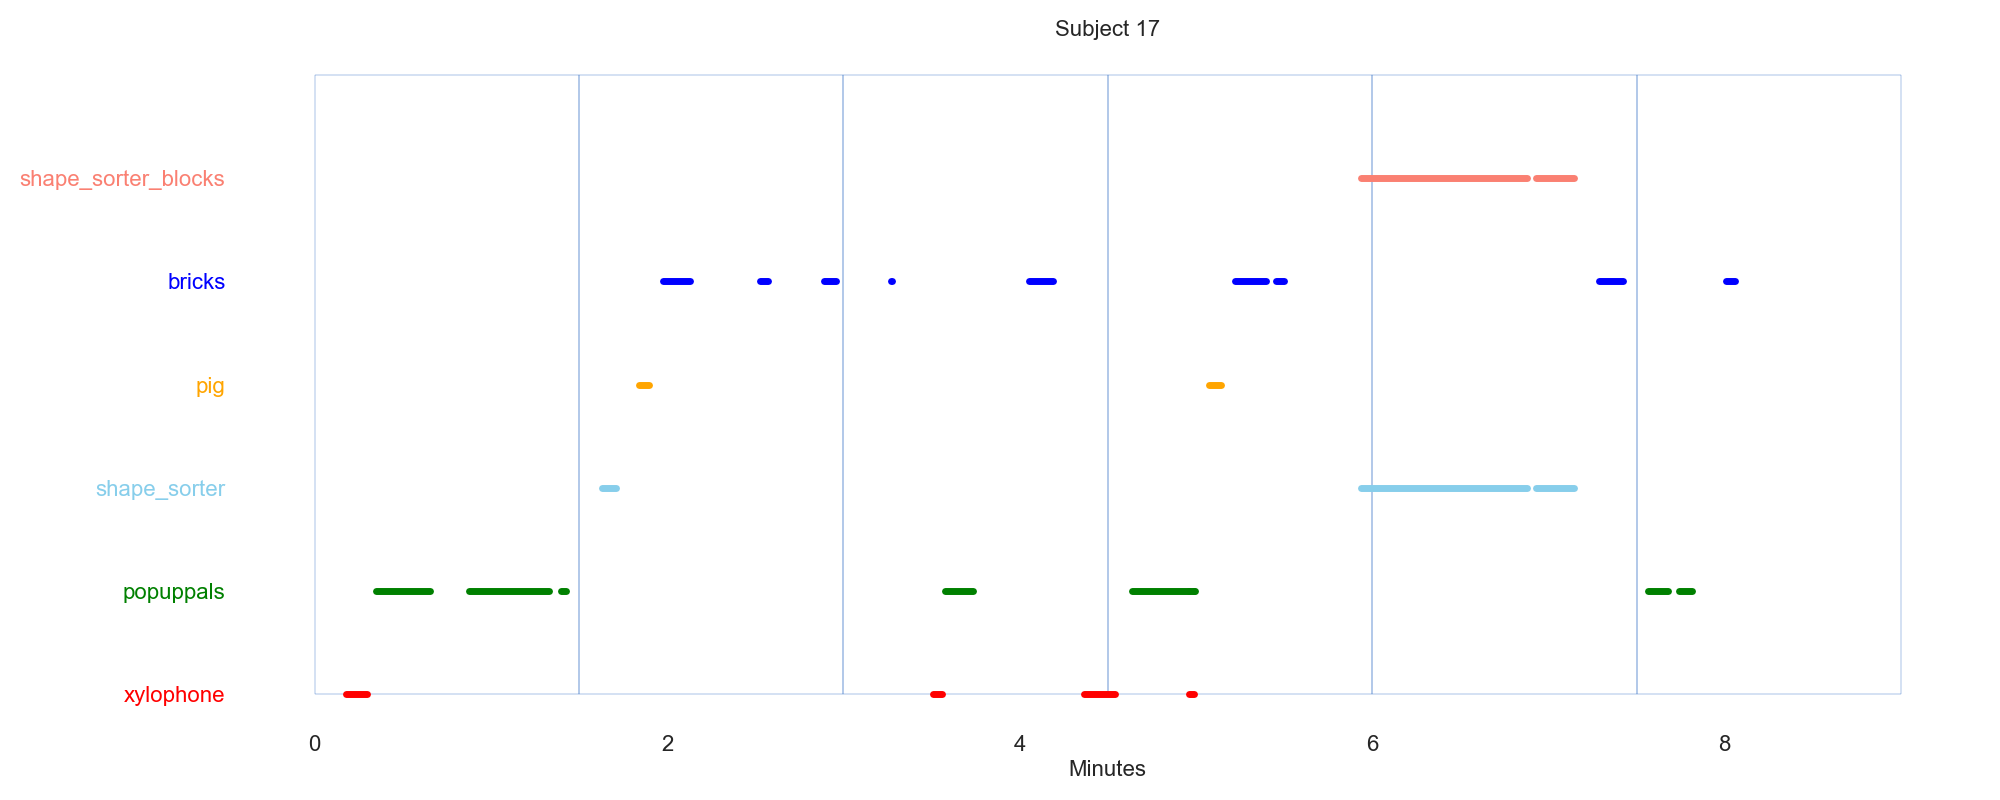 Subject 17
shape_sorter_blocks
bricks
pig
shape_sorter
popuppals
xylophone
0 2 4 6 8
Minutes